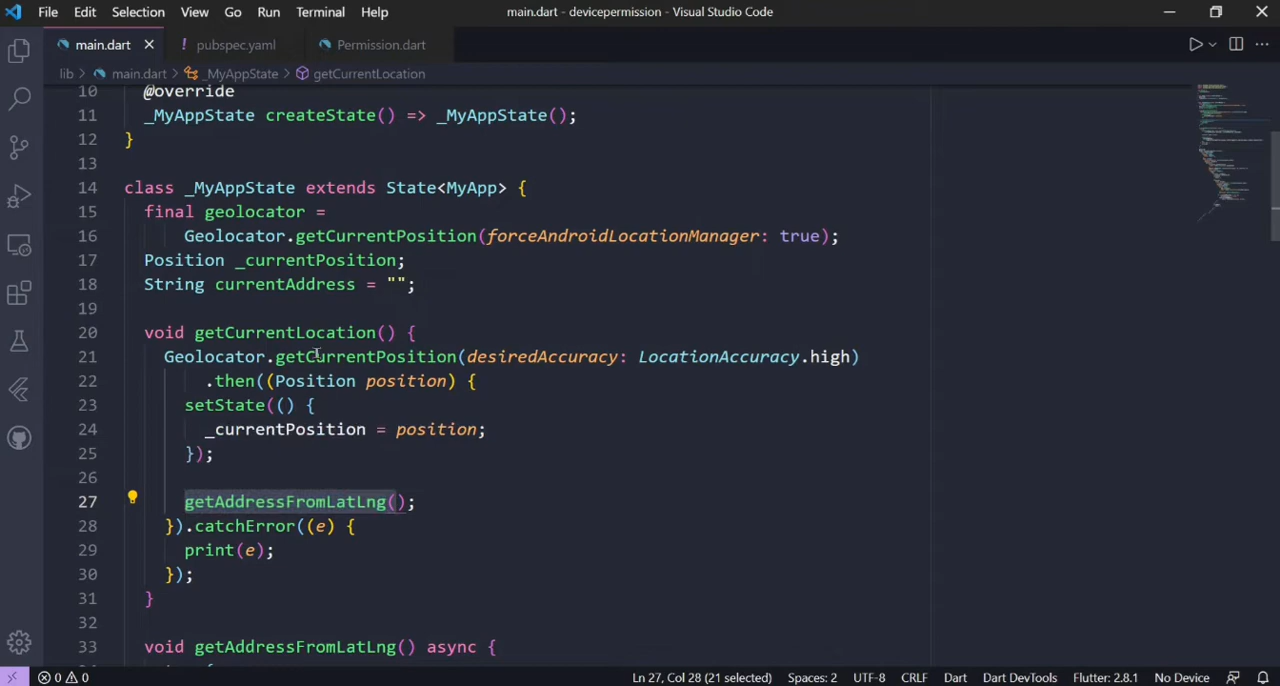 File Edit Selection View Go Run Terminal Help main.dart - devicepermission - Visual Studio Code
main.dart ! pubspec.yaml Permission.dart
lib > main.dart > _MyAppState > getCurrentLocation
10 @override
11 _MyAppState createState() => _MyAppState();
12 }
13
14 class _MyAppState extends State<MyApp> {
15 final geolocator =
16 Geolocator.getCurrentPosition(forceAndroidLocationManager: true);
17 Position _currentPosition;
18 String currentAddress = "";
19
20 void getCurrentLocation() {
21 Geolocator.getCurrentPosition(desiredAccuracy: LocationAccuracy.high)
22 .then((Position position) {
23 setState(() {
24 _currentPosition = position;
25 });
26
27 getAddressFromLatLng();
28 }).catchError((e) {
29 print(e);
30 });
31 }
32
33 void getAddressFromLatLng() async {
0 0 Ln 27, Col 28 (21 selected) Spaces: 2 UTF-8 CRLF Dart Dart DevTools Flutter: 2.8.1 No Device